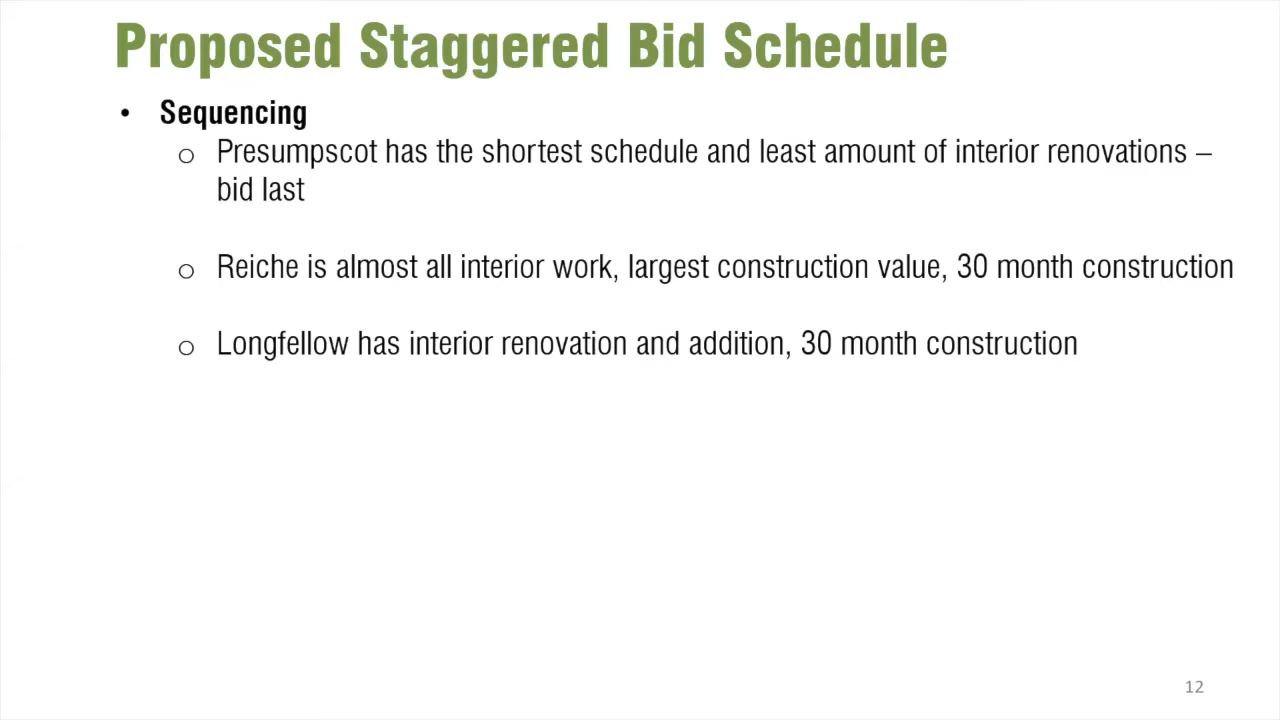 Proposed Staggered Bid Schedule
• Sequencing
o Presumpscot has the shortest schedule and least amount of interior renovations –
bid last
o Reiche is almost all interior work, largest construction value, 30 month construction
o Longfellow has interior renovation and addition, 30 month construction
12